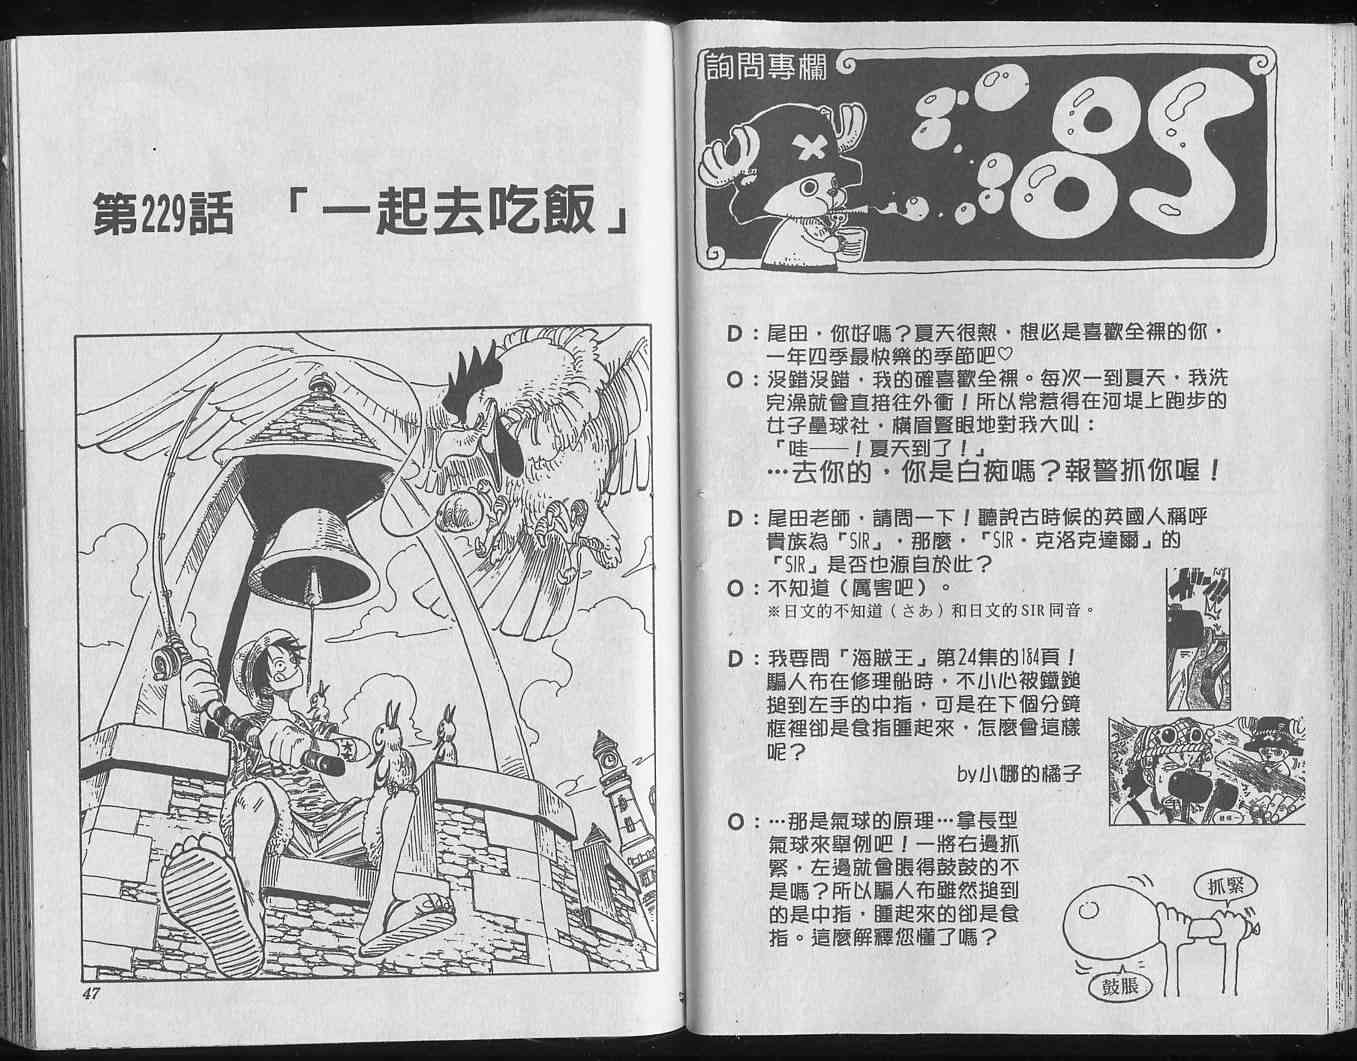 詢問專欄
SBS
D：尾田，你好嗎？夏天很熱，想必是喜歡全裸的你，
一年四季最快樂的季節吧♡
O：沒錯沒錯，我的確喜歡全裸。每次一到夏天，我洗
完澡就會直接往外衝！所以常惹得在河堤上跑步的
女子壘球社，橫眉豎眼地對我大叫：
「哇——！夏天到了！」
…去你的，你是白痴嗎？報警抓你喔！
D：尾田老師，請問一下！聽說古時候的英國人稱呼
貴族為「SIR」，那麼，「SIR・克洛克達爾」的
「SIR」是否也源自於此？
O：不知道（厲害吧）。
※日文的不知道（さあ）和日文的 SIR 同音。
D：我要問「海賊王」第24集的184頁！
騙人布在修理船時，不小心被鐵鎚
搥到左手的中指，可是在下個分鏡
框裡卻是食指腫起來，怎麼會這樣
呢？
by小娜的橘子
O：…那是氣球的原理…拿長型
氣球來舉例吧！一將右邊抓
緊，左邊就會脹得鼓鼓的不
是嗎？所以騙人布雖然搥到
的是中指，腫起來的卻是食
指。這麼解釋您懂了嗎？
抓緊
鼓脹
第229話 「一起去吃飯」
47